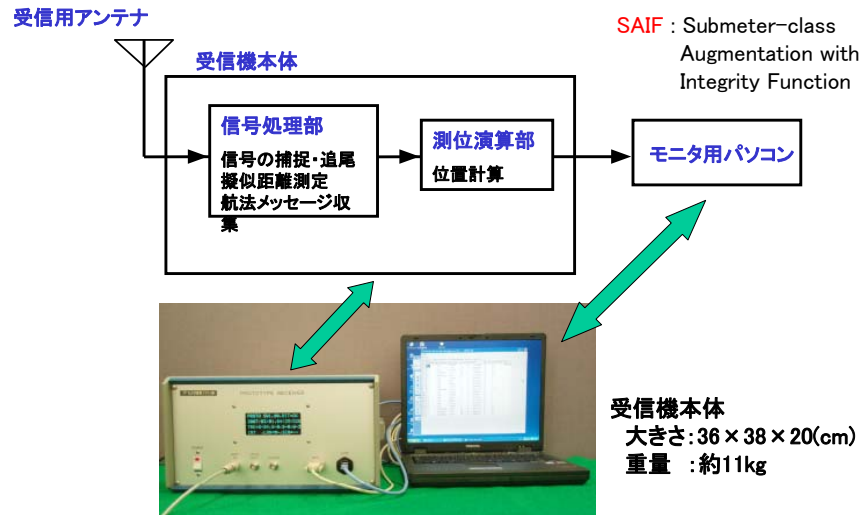 受信用アンテナ
SAIF : Submeter-class
Augmentation with
Integrity Function
受信機本体
信号処理部
信号の捕捉・追尾
擬似距離測定
航法メッセージ収
集
測位演算部
位置計算
モニタ用パソコン
PROTOTYPE RECEIVER
受信機本体
大きさ:36×38×20(cm)
重量 :約11kg